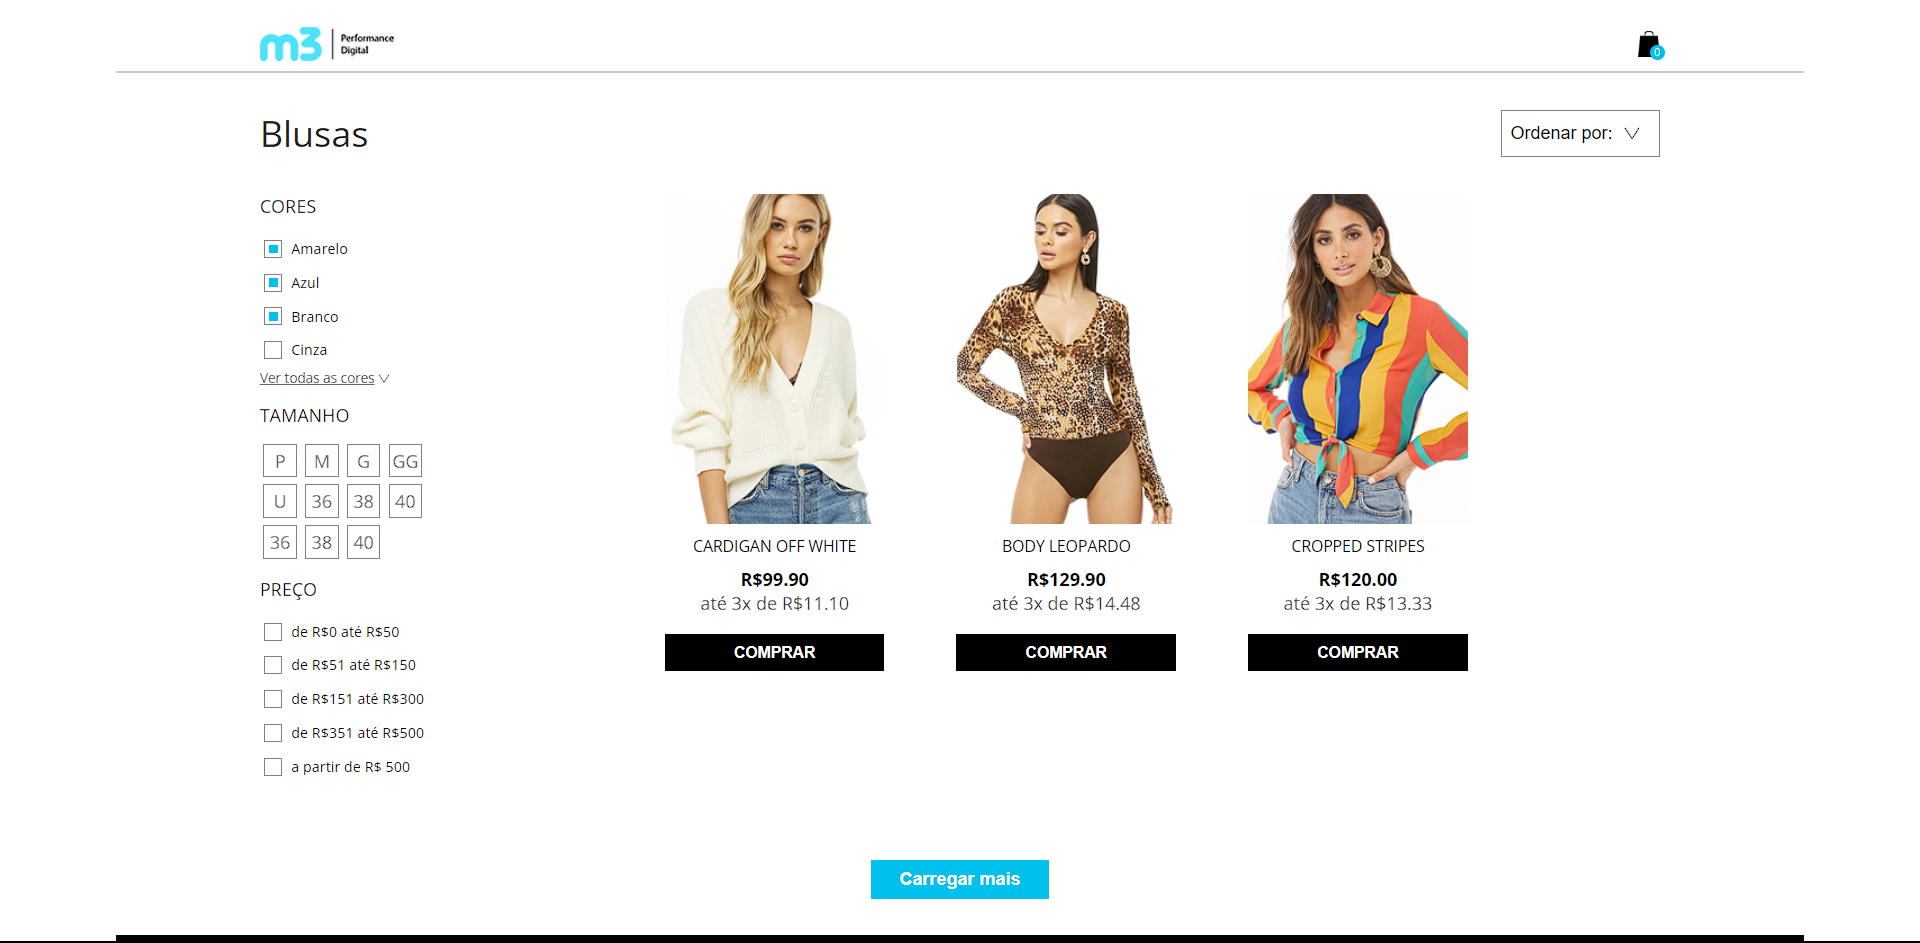 m3 Performance
Digital
0
Blusas
Ordenar por:
CORES
Amarelo
Azul
Branco
Cinza
Ver todas as cores
TAMANHO
P M G GG
U 36 38 40
36 38 40
PREÇO
de R$0 até R$50
de R$51 até R$150
de R$151 até R$300
de R$351 até R$500
a partir de R$ 500
CARDIGAN OFF WHITE
R$99.90
até 3x de R$11.10
COMPRAR
BODY LEOPARDO
R$129.90
até 3x de R$14.48
COMPRAR
CROPPED STRIPES
R$120.00
até 3x de R$13.33
COMPRAR
Carregar mais